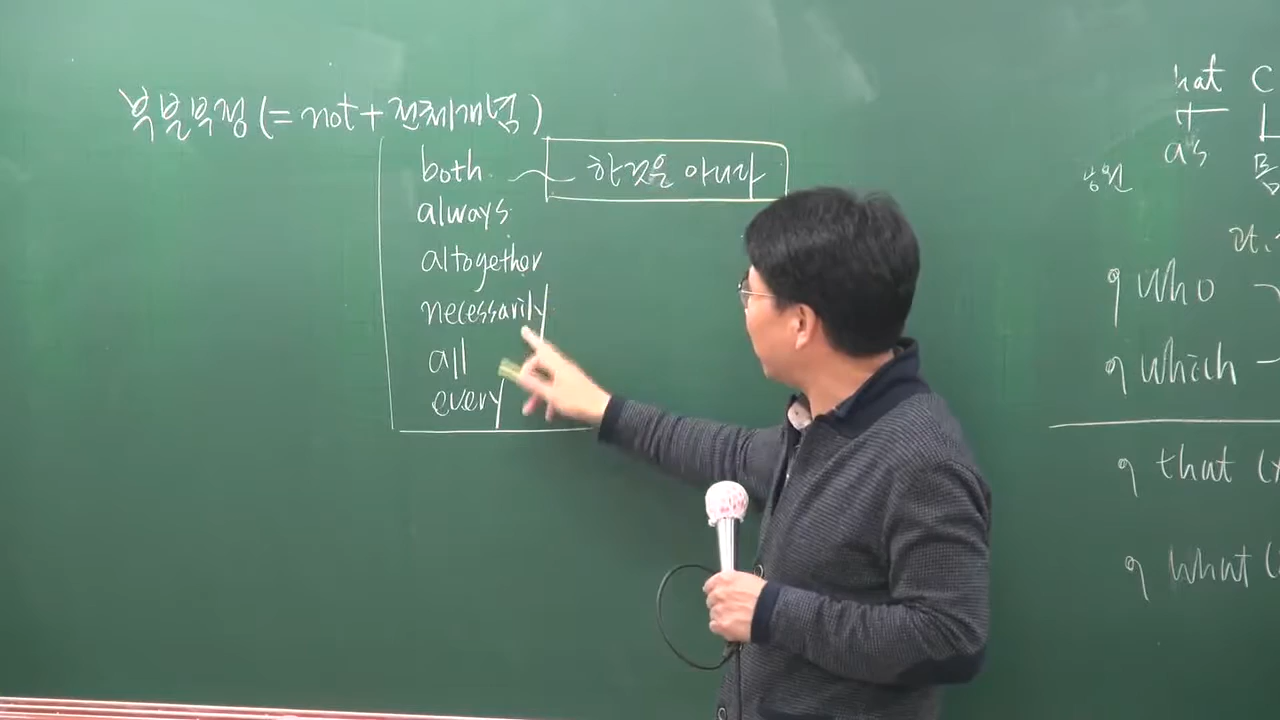 부분부정 (= not + 전체개념)
both
한 것은 아니다
always
altogether
necessarily
all
every
hat C
a's
who
which
that (
what (